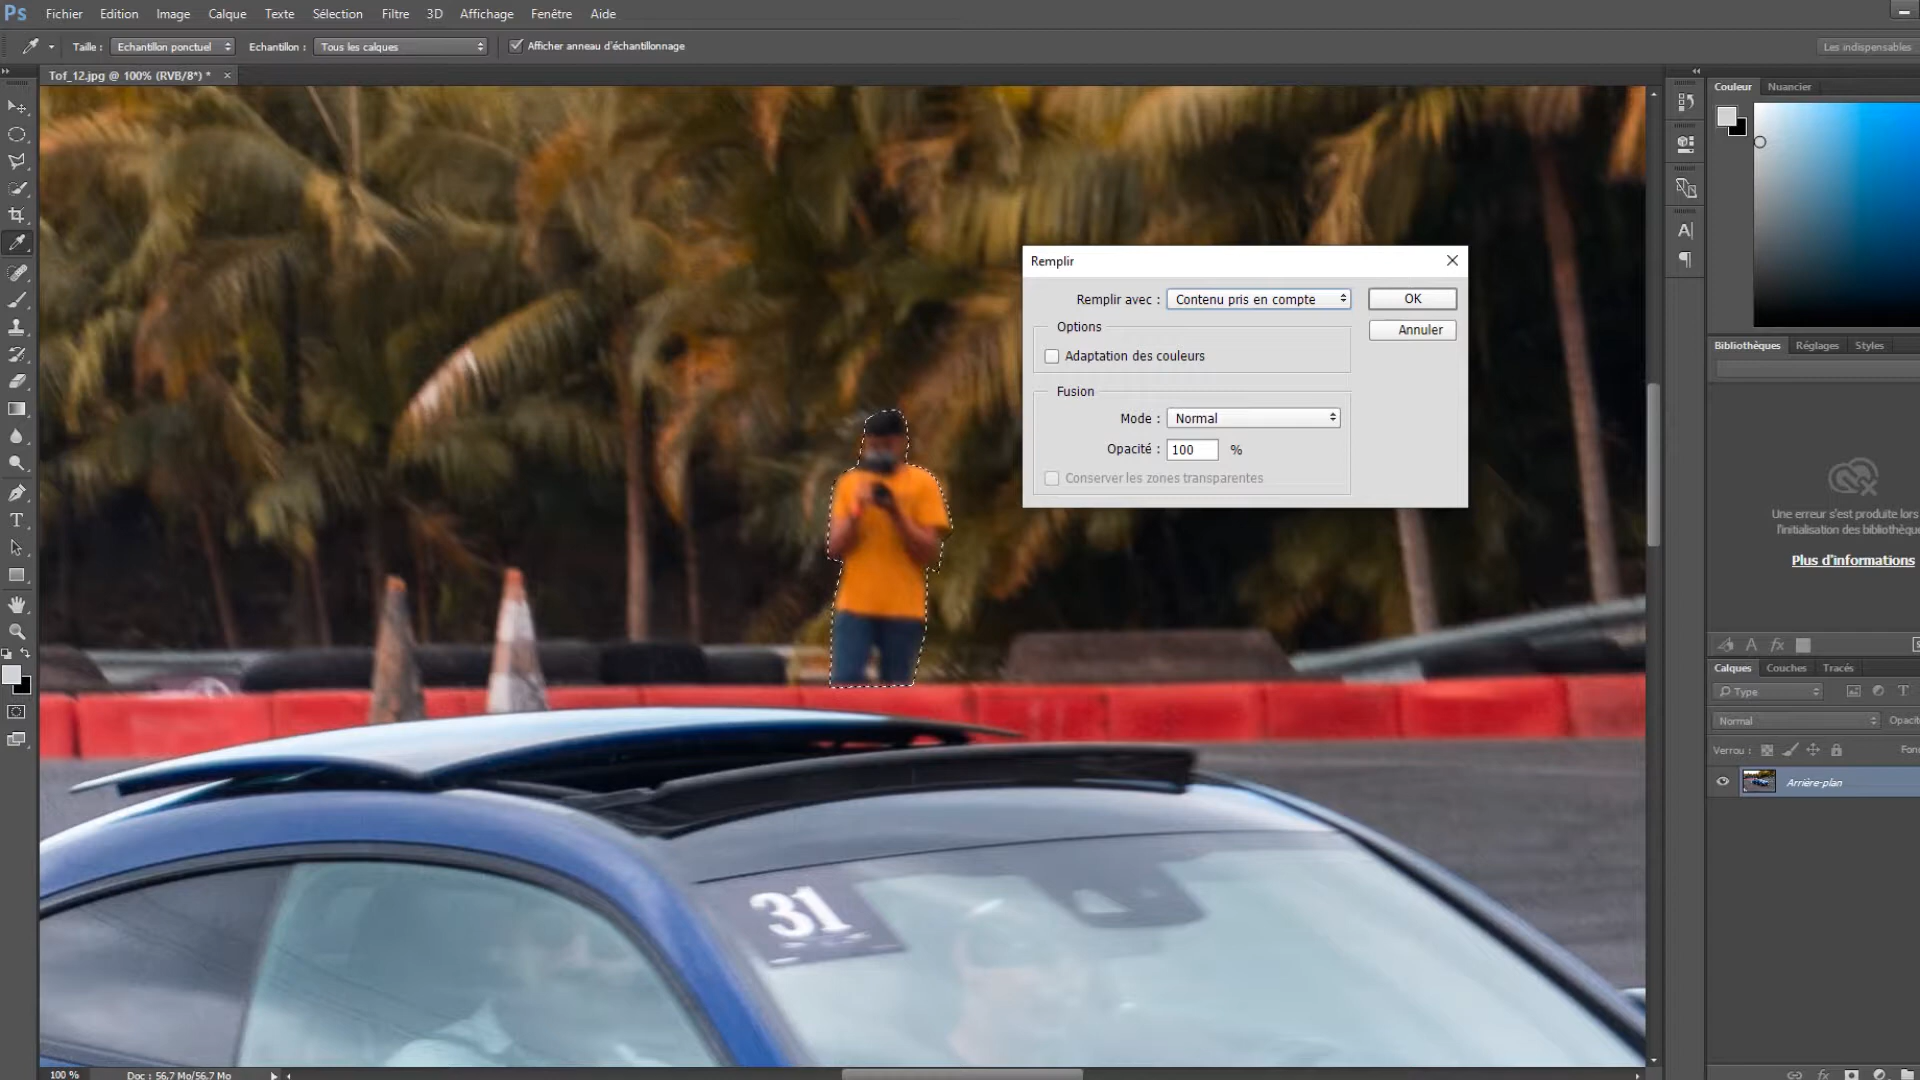 Ps Fichier Edition Image Calque Texte Sélection Filtre 3D Affichage Fenêtre Aide
Taille : Echantillon ponctuel Echantillon : Tous les calques Afficher anneau d'échantillonnage Les indispensables
Tof_12.jpg @ 100% (RVB/8*) * ×
Couleur Nuancier
Remplir
Remplir avec : Contenu pris en compte OK
Options Annuler
Adaptation des couleurs
Fusion
Mode : Normal
Opacité : 100 %
Conserver les zones transparentes
Bibliothèques Réglages Styles
Une erreur s'est produite lors
l'initialisation des bibliothèqu
Plus d'informations
Calques Couches Tracés
Type
Normal Opacité
Verrou : Fon
Arrière-plan
31
100 % Doc : 56,7 Mo/56,7 Mo